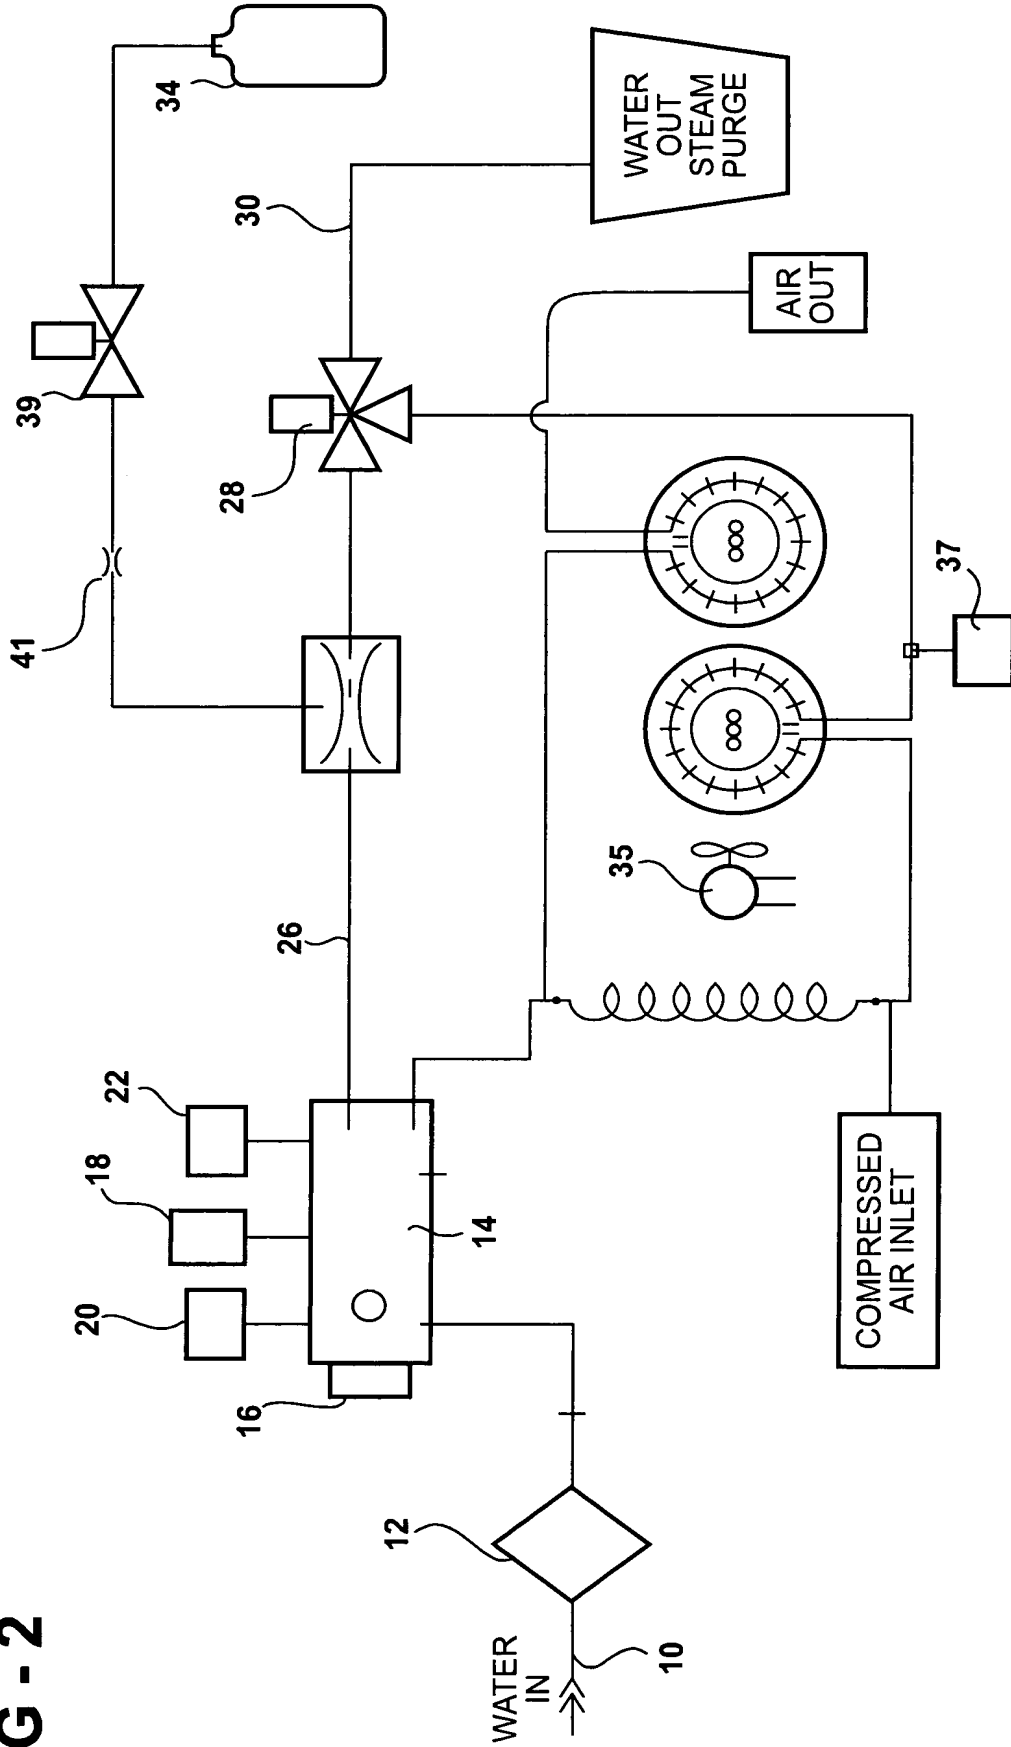 G - 2
34
39
41
30
WATER
OUT
STEAM
PURGE
28
AIR
OUT
26
35
37
22
18
20
16
14
12
10
WATER
IN
COMPRESSED
AIR INLET